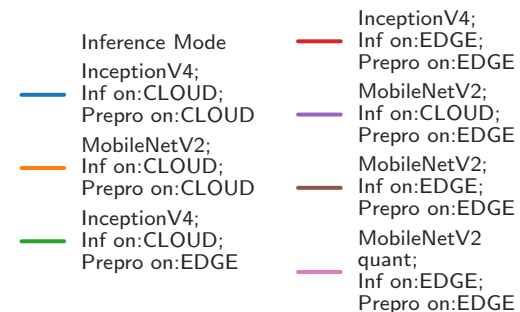 Inference Mode
InceptionV4;
Inf on:CLOUD;
Prepro on:CLOUD
MobileNetV2;
Inf on:CLOUD;
Prepro on:CLOUD
InceptionV4;
Inf on:CLOUD;
Prepro on:EDGE
InceptionV4;
Inf on:EDGE;
Prepro on:EDGE
MobileNetV2;
Inf on:CLOUD;
Prepro on:EDGE
MobileNetV2;
Inf on:EDGE;
Prepro on:EDGE
MobileNetV2
quant;
Inf on:EDGE;
Prepro on:EDGE